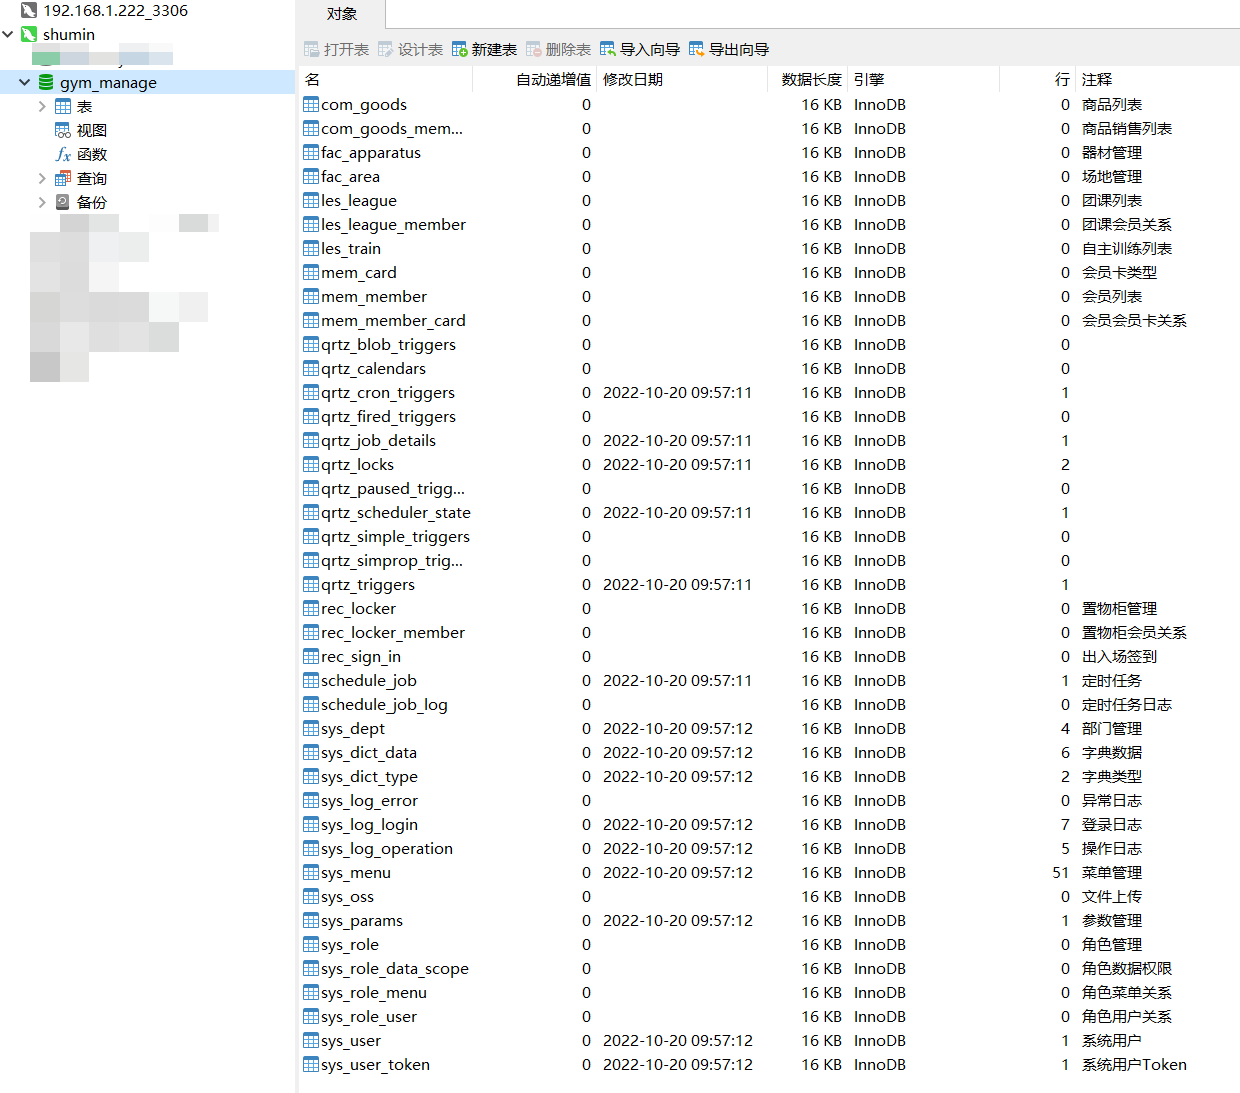 192.168.1.222_3306
shumin
gym_manage
表
视图
函数
查询
备份
对象
打开表 设计表 新建表 删除表 导入向导 导出向导
名 自动递增值 修改日期 数据长度 引擎 行 注释
com_goods 0 16 KB InnoDB 0 商品列表
com_goods_mem... 0 16 KB InnoDB 0 商品销售列表
fac_apparatus 0 16 KB InnoDB 0 器材管理
fac_area 0 16 KB InnoDB 0 场地管理
les_league 0 16 KB InnoDB 0 团课列表
les_league_member 0 16 KB InnoDB 0 团课会员关系
les_train 0 16 KB InnoDB 0 自主训练列表
mem_card 0 16 KB InnoDB 0 会员卡类型
mem_member 0 16 KB InnoDB 0 会员列表
mem_member_card 0 16 KB InnoDB 0 会员会员卡关系
qrtz_blob_triggers 0 16 KB InnoDB 0
qrtz_calendars 0 16 KB InnoDB 0
qrtz_cron_triggers 0 2022-10-20 09:57:11 16 KB InnoDB 1
qrtz_fired_triggers 0 16 KB InnoDB 0
qrtz_job_details 0 2022-10-20 09:57:11 16 KB InnoDB 1
qrtz_locks 0 2022-10-20 09:57:11 16 KB InnoDB 2
qrtz_paused_trigg... 0 16 KB InnoDB 0
qrtz_scheduler_state 0 2022-10-20 09:57:11 16 KB InnoDB 1
qrtz_simple_triggers 0 16 KB InnoDB 0
qrtz_simprop_trig... 0 16 KB InnoDB 0
qrtz_triggers 0 2022-10-20 09:57:11 16 KB InnoDB 1
rec_locker 0 16 KB InnoDB 0 置物柜管理
rec_locker_member 0 16 KB InnoDB 0 置物柜会员关系
rec_sign_in 0 16 KB InnoDB 0 出入场签到
schedule_job 0 2022-10-20 09:57:11 16 KB InnoDB 1 定时任务
schedule_job_log 0 16 KB InnoDB 0 定时任务日志
sys_dept 0 2022-10-20 09:57:12 16 KB InnoDB 4 部门管理
sys_dict_data 0 2022-10-20 09:57:12 16 KB InnoDB 6 字典数据
sys_dict_type 0 2022-10-20 09:57:12 16 KB InnoDB 2 字典类型
sys_log_error 0 16 KB InnoDB 0 异常日志
sys_log_login 0 2022-10-20 09:57:12 16 KB InnoDB 7 登录日志
sys_log_operation 0 2022-10-20 09:57:12 16 KB InnoDB 5 操作日志
sys_menu 0 2022-10-20 09:57:12 16 KB InnoDB 51 菜单管理
sys_oss 0 16 KB InnoDB 0 文件上传
sys_params 0 2022-10-20 09:57:12 16 KB InnoDB 1 参数管理
sys_role 0 16 KB InnoDB 0 角色管理
sys_role_data_scope 0 16 KB InnoDB 0 角色数据权限
sys_role_menu 0 16 KB InnoDB 0 角色菜单关系
sys_role_user 0 16 KB InnoDB 0 角色用户关系
sys_user 0 2022-10-20 09:57:12 16 KB InnoDB 1 系统用户
sys_user_token 0 2022-10-20 09:57:12 16 KB InnoDB 1 系统用户Token